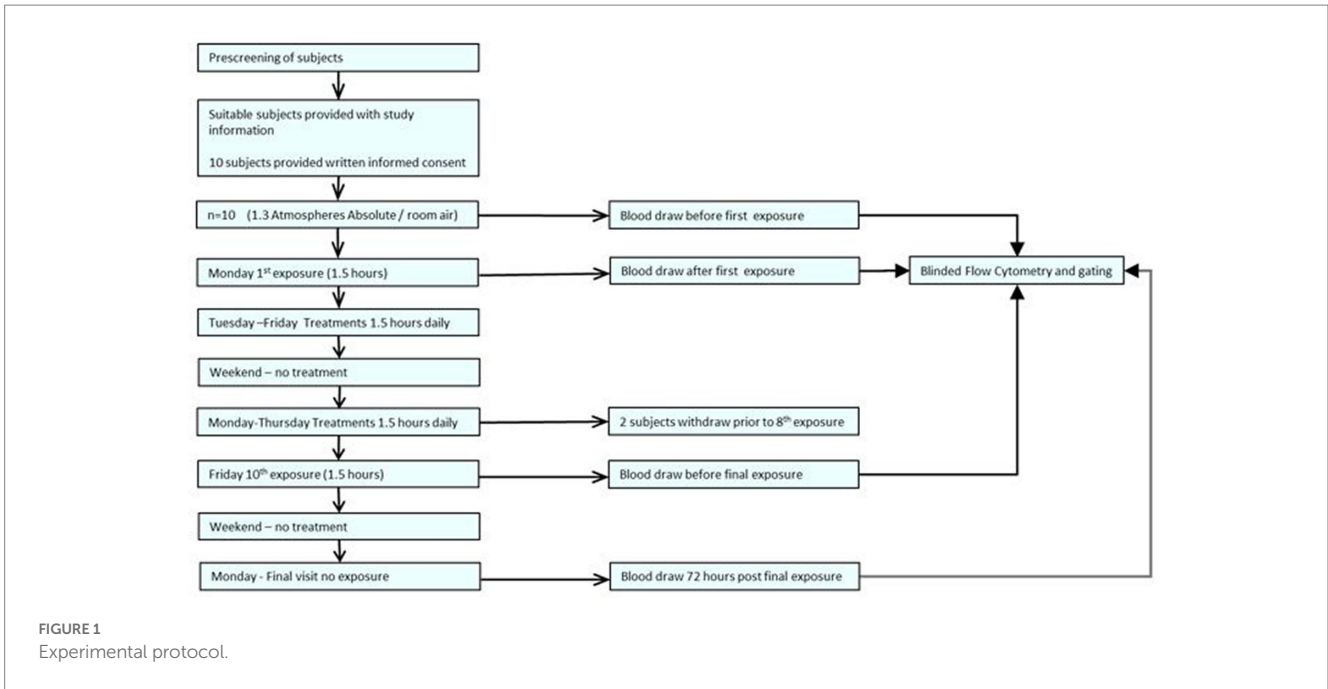 Prescreening of subjects
Suitable subjects provided with study
information
10 subjects provided written informed consent
n=10 (1.3 Atmospheres Absolute / room air)
Blood draw before first exposure
Monday 1st exposure (1.5 hours)
Blood draw after first exposure
Blinded Flow Cytometry and gating
Tuesday –Friday Treatments 1.5 hours daily
Weekend – no treatment
Monday-Thursday Treatments 1.5 hours daily
2 subjects withdraw prior to 8th exposure
Friday 10th exposure (1.5 hours)
Blood draw before final exposure
Weekend – no treatment
Monday - Final visit no exposure
Blood draw 72 hours post final exposure
FIGURE 1
Experimental protocol.